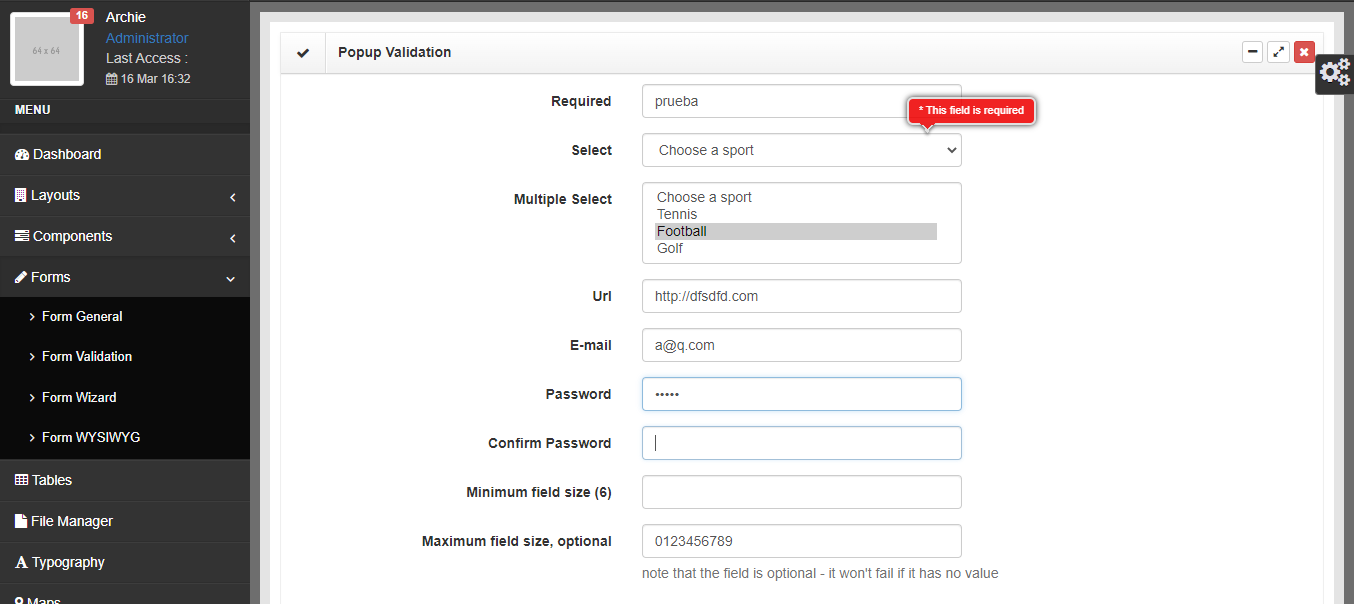 16
64 x 64
Archie
Administrator
Last Access :
16 Mar 16:32
MENU
Dashboard
Layouts
Components
Forms
Form General
Form Validation
Form Wizard
Form WYSIWYG
Tables
File Manager
Typography
Maps
Popup Validation
Required
prueba
* This field is required
Select
Choose a sport
Multiple Select
Choose a sport
Tennis
Football
Golf
Url
http://dfsdfd.com
E-mail
a@q.com
Password
•••••
Confirm Password
Minimum field size (6)
Maximum field size, optional
0123456789
note that the field is optional - it won't fail if it has no value